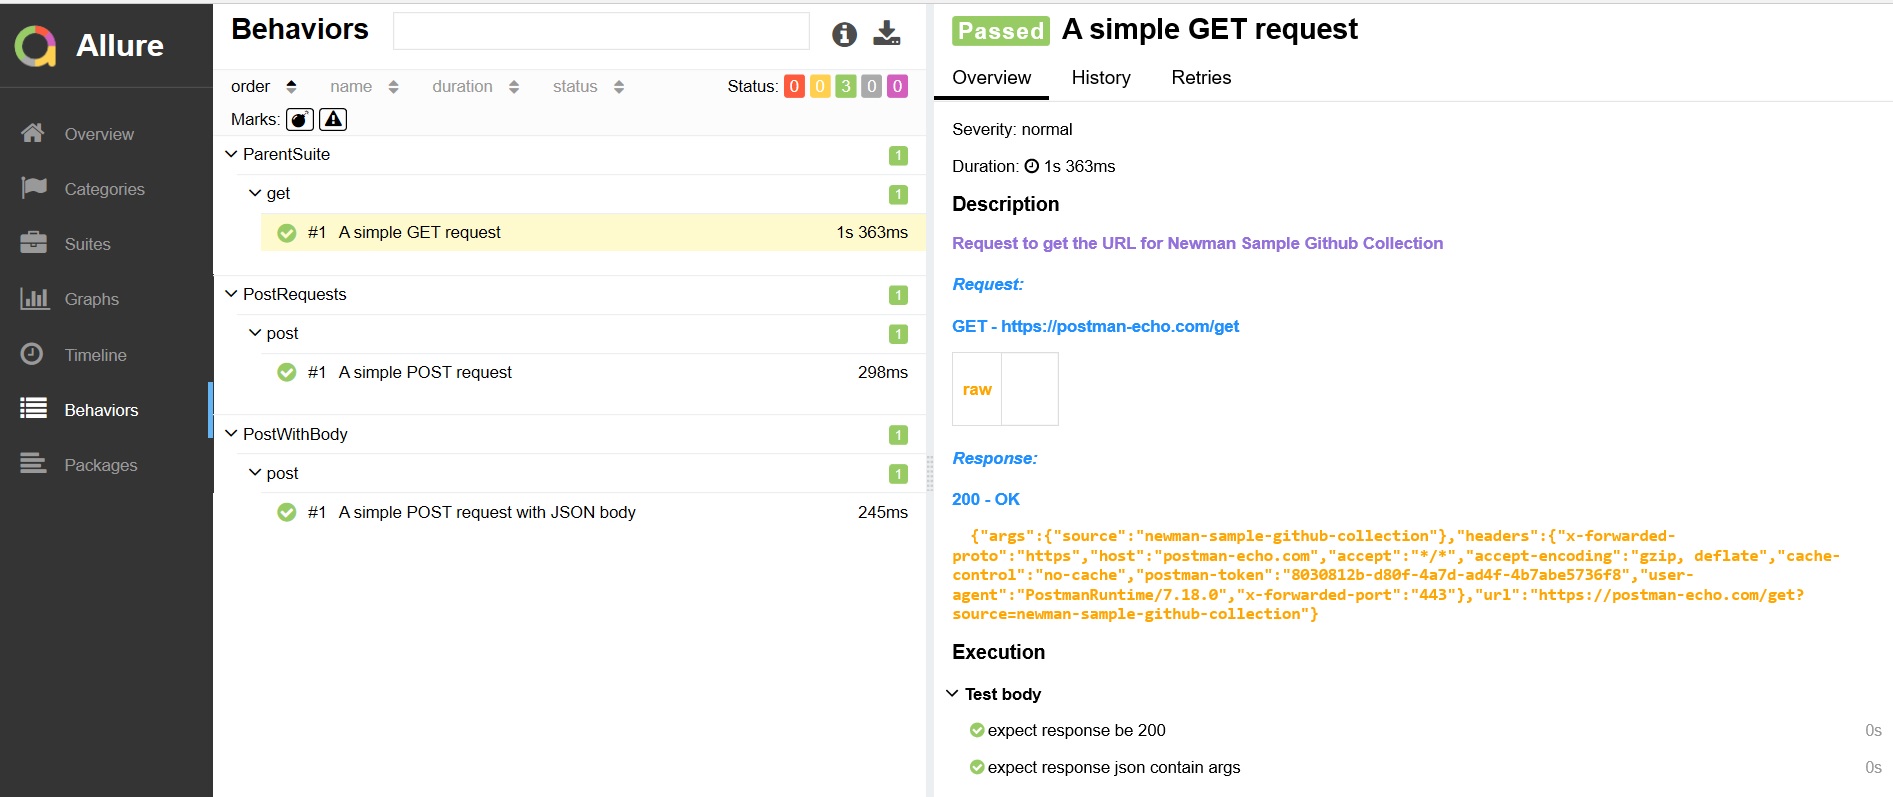 Allure
Overview
Categories
Suites
Graphs
Timeline
Behaviors
Packages
Behaviors
order name duration status Status: 0 0 3 0 0
Marks:
ParentSuite 1
get 1
#1 A simple GET request 1s 363ms
PostRequests 1
post 1
#1 A simple POST request 298ms
PostWithBody 1
post 1
#1 A simple POST request with JSON body 245ms
Passed A simple GET request
Overview History Retries
Severity: normal
Duration: 1s 363ms
Description
Request to get the URL for Newman Sample Github Collection
Request:
GET - https://postman-echo.com/get
raw
Response:
200 - OK
{"args":{"source":"newman-sample-github-collection"},"headers":{"x-forwarded-
proto":"https","host":"postman-echo.com","accept":"*/*","accept-encoding":"gzip, deflate","cache-
control":"no-cache","postman-token":"8030812b-d80f-4a7d-ad4f-4b7abe5736f8","user-
agent":"PostmanRuntime/7.18.0","x-forwarded-port":"443"},"url":"https://postman-echo.com/get?
source=newman-sample-github-collection"}
Execution
Test body
expect response be 200 0s
expect response json contain args 0s